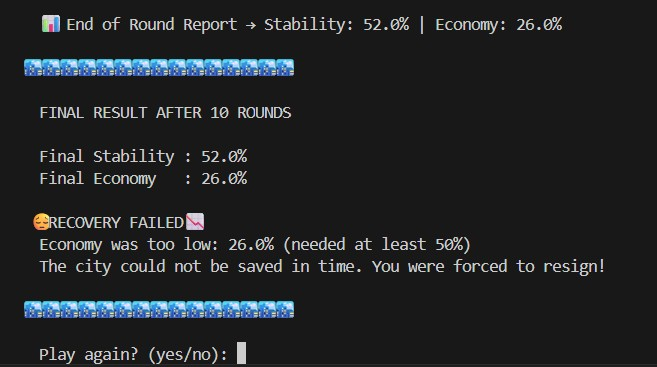 📊 End of Round Report → Stability: 52.0% | Economy: 26.0%
FINAL RESULT AFTER 10 ROUNDS
Final Stability : 52.0%
Final Economy   : 26.0%
😔RECOVERY FAILED📉
Economy was too low: 26.0% (needed at least 50%)
The city could not be saved in time. You were forced to resign!
Play again? (yes/no):